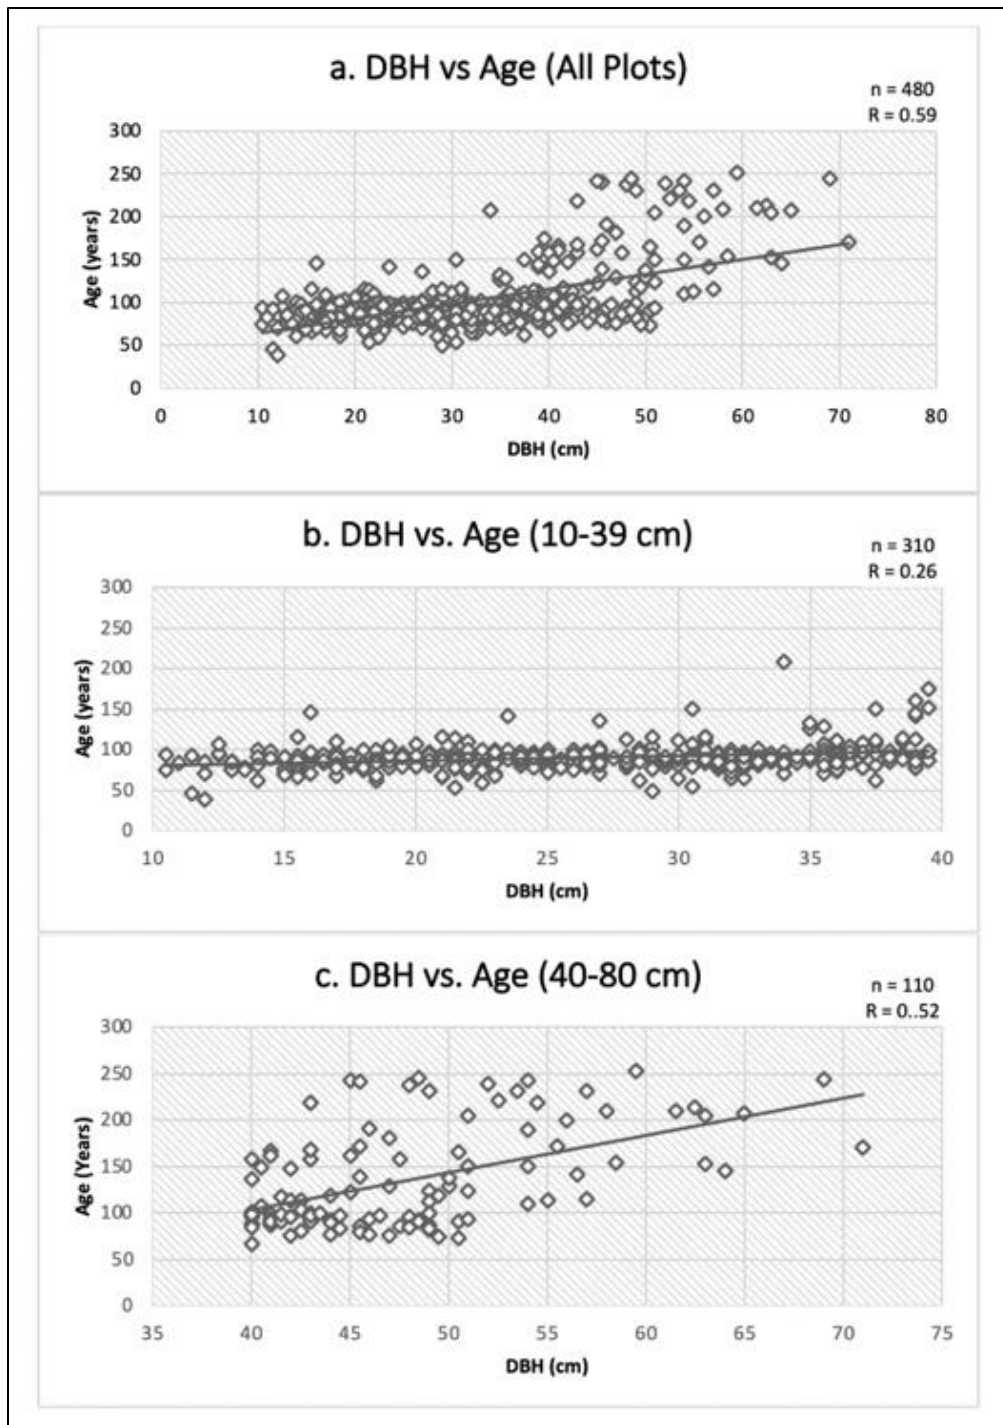 a. DBH vs Age (All Plots)
n = 480
R = 0.59
300
250
200
150
100
50
0
Age (years)
0 10 20 30 40 50 60 70 80
DBH (cm)
b. DBH vs. Age (10-39 cm)
n = 310
R = 0.26
300
250
200
150
100
50
0
Age (years)
10 15 20 25 30 35 40
DBH (cm)
c. DBH vs. Age (40-80 cm)
n = 110
R = 0..52
300
250
200
150
100
50
0
Age (Years)
35 40 45 50 55 60 65 70 75
DBH (cm)